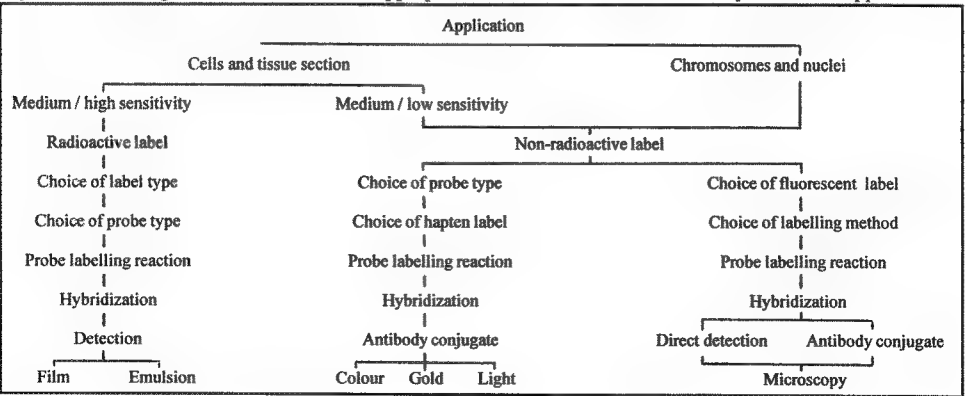 Application
Cells and tissue section Chromosomes and nuclei
Medium / high sensitivity Medium / low sensitivity
Radioactive label Non-radioactive label
Choice of label type Choice of probe type Choice of fluorescent label
Choice of probe type Choice of hapten label Choice of labelling method
Probe labelling reaction Probe labelling reaction Probe labelling reaction
Hybridization Hybridization Hybridization
Detection Antibody conjugate Direct detection Antibody conjugate
Film Emulsion Colour Gold Light Microscopy